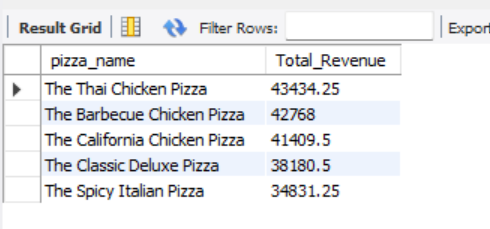 Result Grid Filter Rows: Export
pizza_name Total_Revenue
The Thai Chicken Pizza 43434.25
The Barbecue Chicken Pizza 42768
The California Chicken Pizza 41409.5
The Classic Deluxe Pizza 38180.5
The Spicy Italian Pizza 34831.25